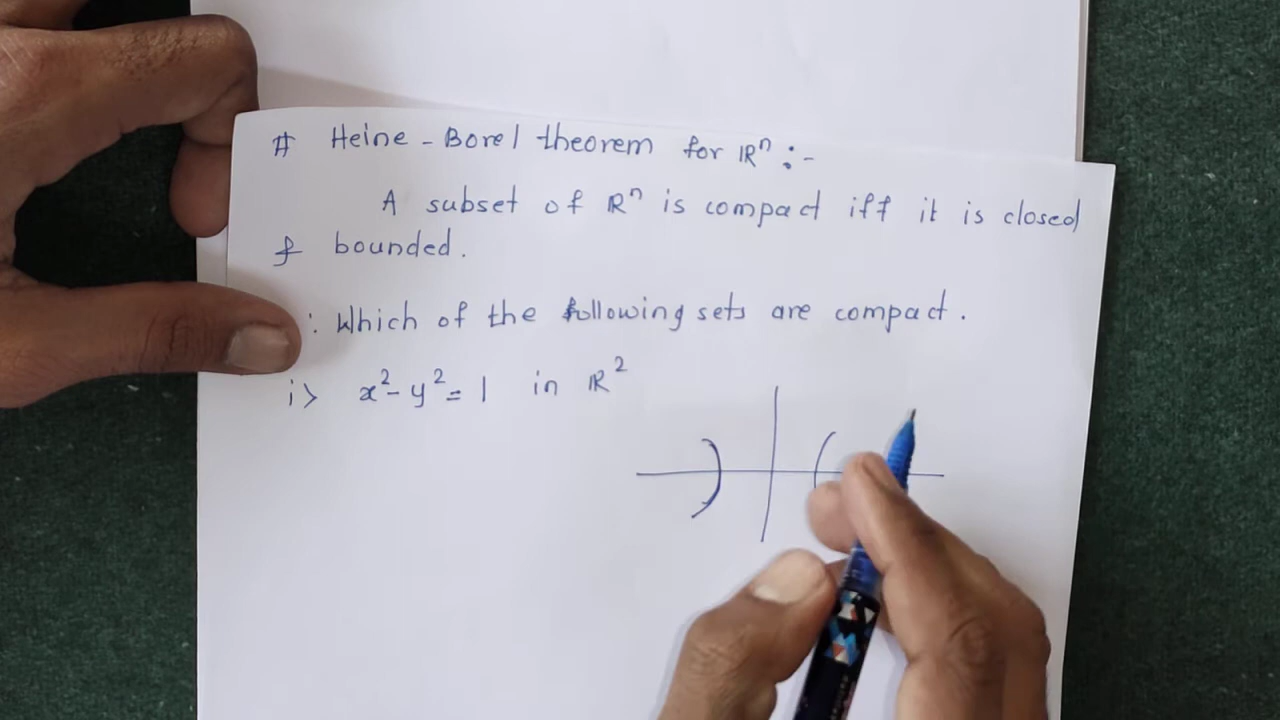 # Heine-Borel theorem for ℝⁿ :-
A subset of ℝⁿ is compact iff it is closed
& bounded.
: Which of the following sets are compact.
i> x² - y² = 1 in ℝ²